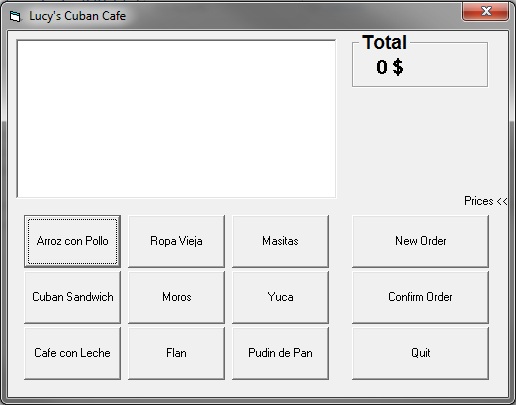 Lucy's Cuban Cafe
Total
0 $
Prices <<
Arroz con Pollo
Ropa Vieja
Masitas
New Order
Cuban Sandwich
Moros
Yuca
Confirm Order
Cafe con Leche
Flan
Pudin de Pan
Quit